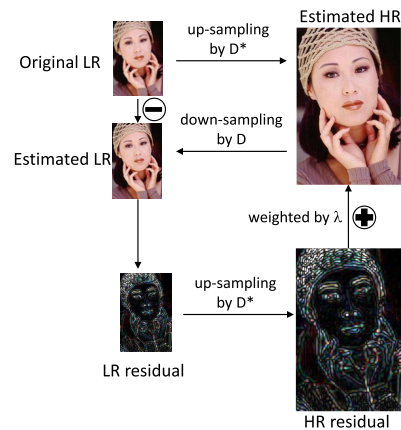 Estimated HR
up-sampling
by D*
Original LR
down-sampling
by D
Estimated LR
weighted by λ
up-sampling
by D*
LR residual
HR residual